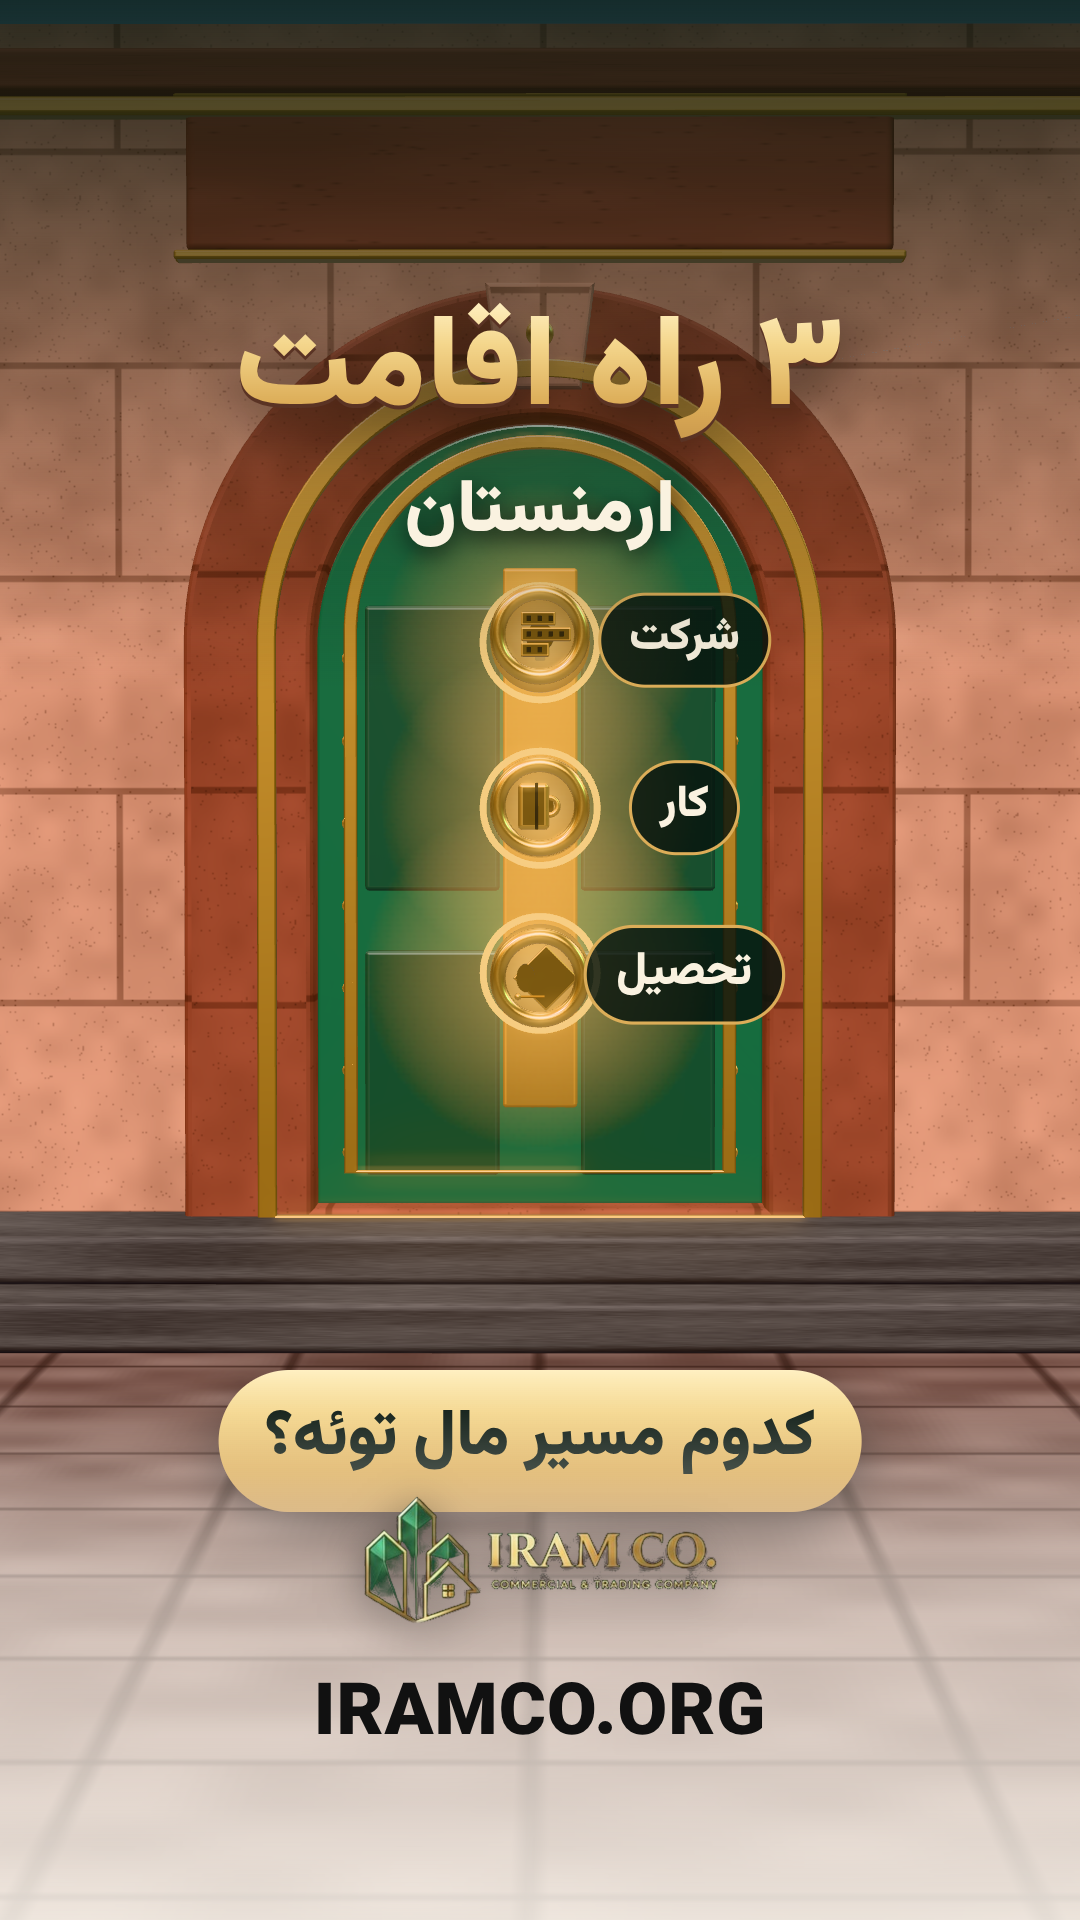 ۳ راه اقامت
ارمنستان
شرکت
کار
تحصیل
کدوم مسیر مال توئه؟
IRAM CO.
COMMERCIAL & TRADING COMPANY
IRAMCO.ORG